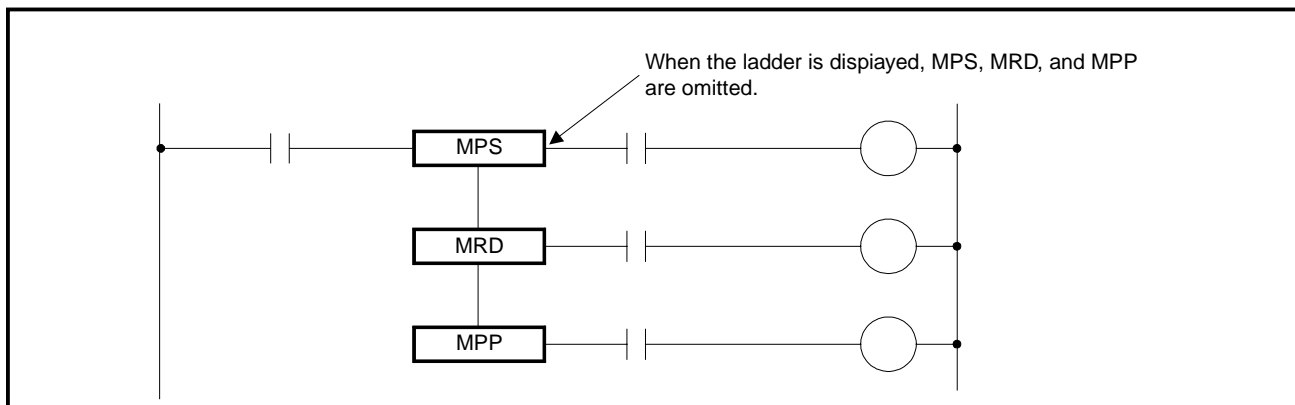 When the ladder is dispiayed, MPS, MRD, and MPP
are omitted.
MPS
MRD
MPP